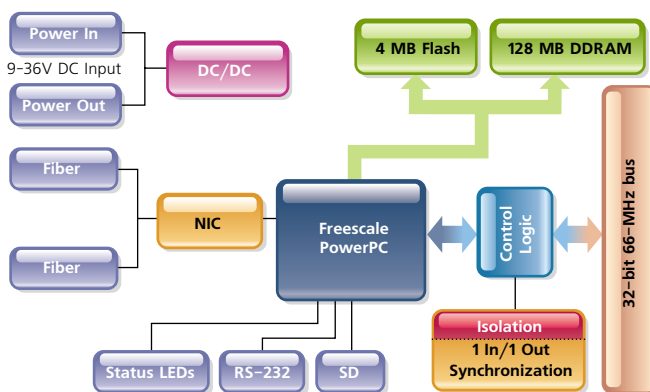 Power In
9-36V DC Input
Power Out
DC/DC
4 MB Flash
128 MB DDRAM
Fiber
NIC
Fiber
Freescale
PowerPC
Control
Logic
32-bit 66-MHz bus
Isolation
1 In/1 Out
Synchronization
Status LEDs
RS-232
SD